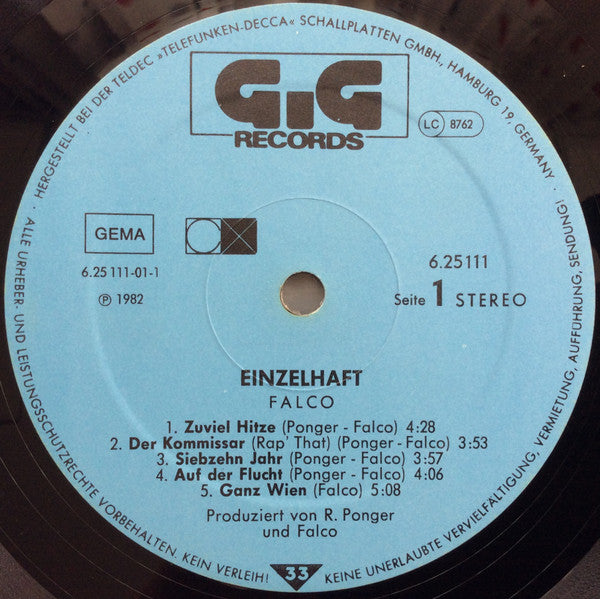 HERGESTELLT BEI DER TELDEC »TELEFUNKEN-DECCA« SCHALLPLATTEN GMBH, HAMBURG 19, GERMANY ·
GiG
RECORDS
LC 8762
GEMA
6.25 111-01-1
℗ 1982
6.25111
Seite 1 STEREO
EINZELHAFT
FALCO
1. Zuviel Hitze (Ponger - Falco) 4:28
2. Der Kommissar (Rap' That) (Ponger - Falco) 3:53
3. Siebzehn Jahr (Ponger - Falco) 3:57
4. Auf der Flucht (Ponger - Falco) 4:06
5. Ganz Wien (Falco) 5:08
Produziert von R. Ponger
und Falco
33
ALLE URHEBER- UND LEISTUNGSSCHUTZRECHTE VORBEHALTEN. KEIN VERLEIH! KEINE UNERLAUBTE VERVIELFÄLTIGUNG, VERMIETUNG, AUFFÜHRUNG, SENDUNG!